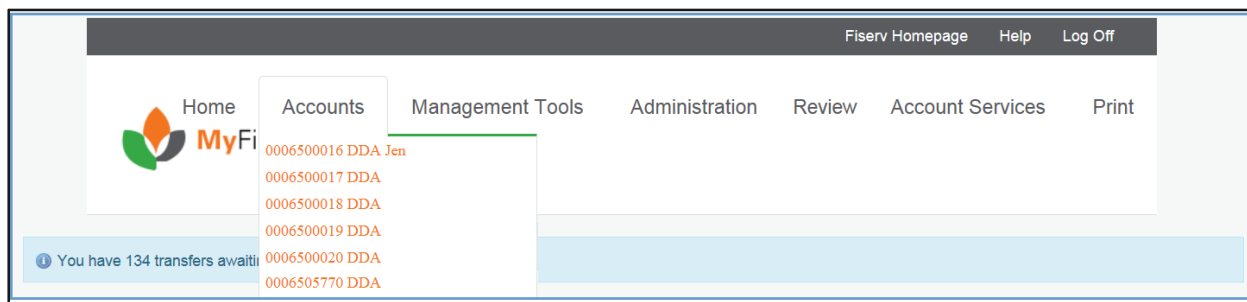 Fiserv Homepage Help Log Off
Home Accounts Management Tools Administration Review Account Services Print
MyFi
0006500016 DDA Jen
0006500017 DDA
0006500018 DDA
0006500019 DDA
0006500020 DDA
0006505770 DDA
You have 134 transfers awaiti